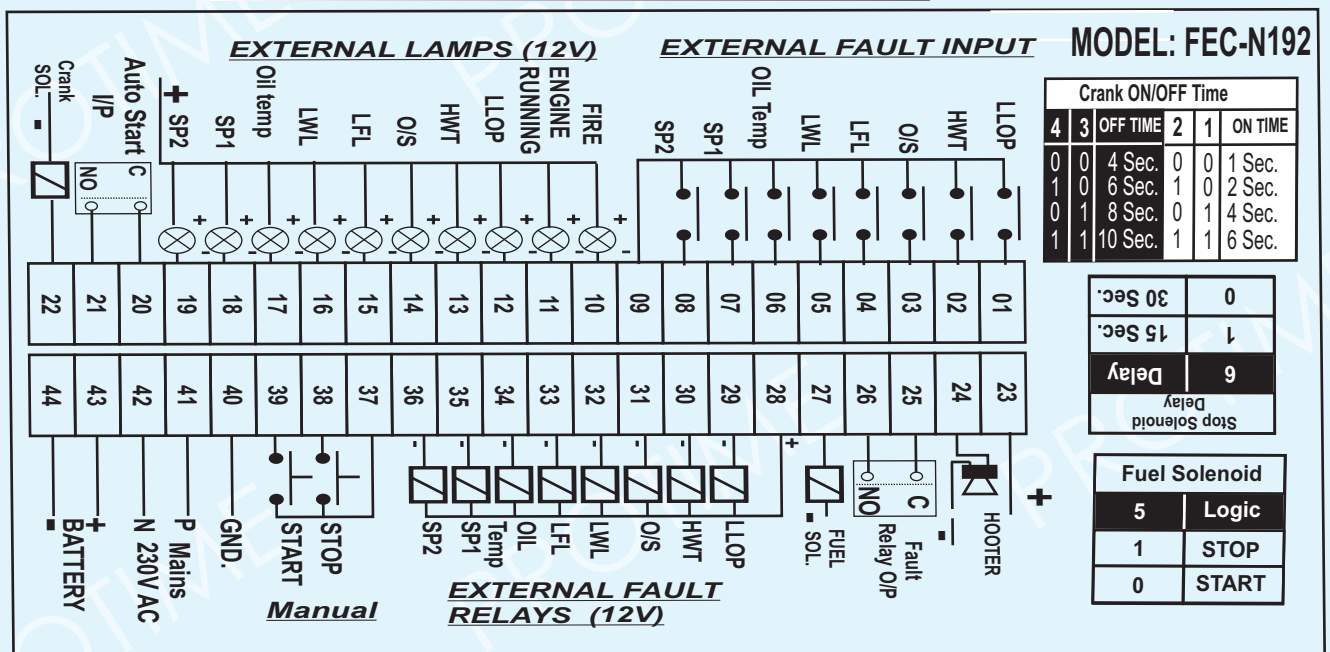 EXTERNAL LAMPS (12V)
EXTERNAL FAULT INPUT
MODEL: FEC-N192
Crank SOL. -
Auto Start I/P
NO C
+
SP2
SP1
Oil temp
LWL
LFL
O/S
HWT
LLOP
ENGINE RUNNING
FIRE
SP2
SP1
OIL Temp
LWL
LFL
O/S
HWT
LLOP
+ + + + + + + + +
- - - - - - - - -
22 21 20 19 18 17 16 15 14 13 12 11 10 09 08 07 06 05 04 03 02 01
44 43 42 41 40 39 38 37 36 35 34 33 32 31 30 29 28 27 26 25 24 23
- BATTERY +
N 230V AC
P Mains
GND.
START
STOP
Manual
- - - - - - - - +
SP2
SP1
OIL Temp
LFL
LWL
O/S
HWT
LLOP
EXTERNAL FAULT
RELAYS (12V)
FUEL SOL. -
NO C
Fault Relay O/P
HOOTER
-
+
Crank ON/OFF Time
4 3 OFF TIME 2 1 ON TIME
0 0 4 Sec. 0 0 1 Sec.
1 0 6 Sec. 1 0 2 Sec.
0 1 8 Sec. 0 1 4 Sec.
1 1 10 Sec. 1 1 6 Sec.
Stop Solenoid
Delay
6 Delay
1 15 Sec.
0 30 Sec.
Fuel Solenoid
5 Logic
1 STOP
0 START
PROTIME